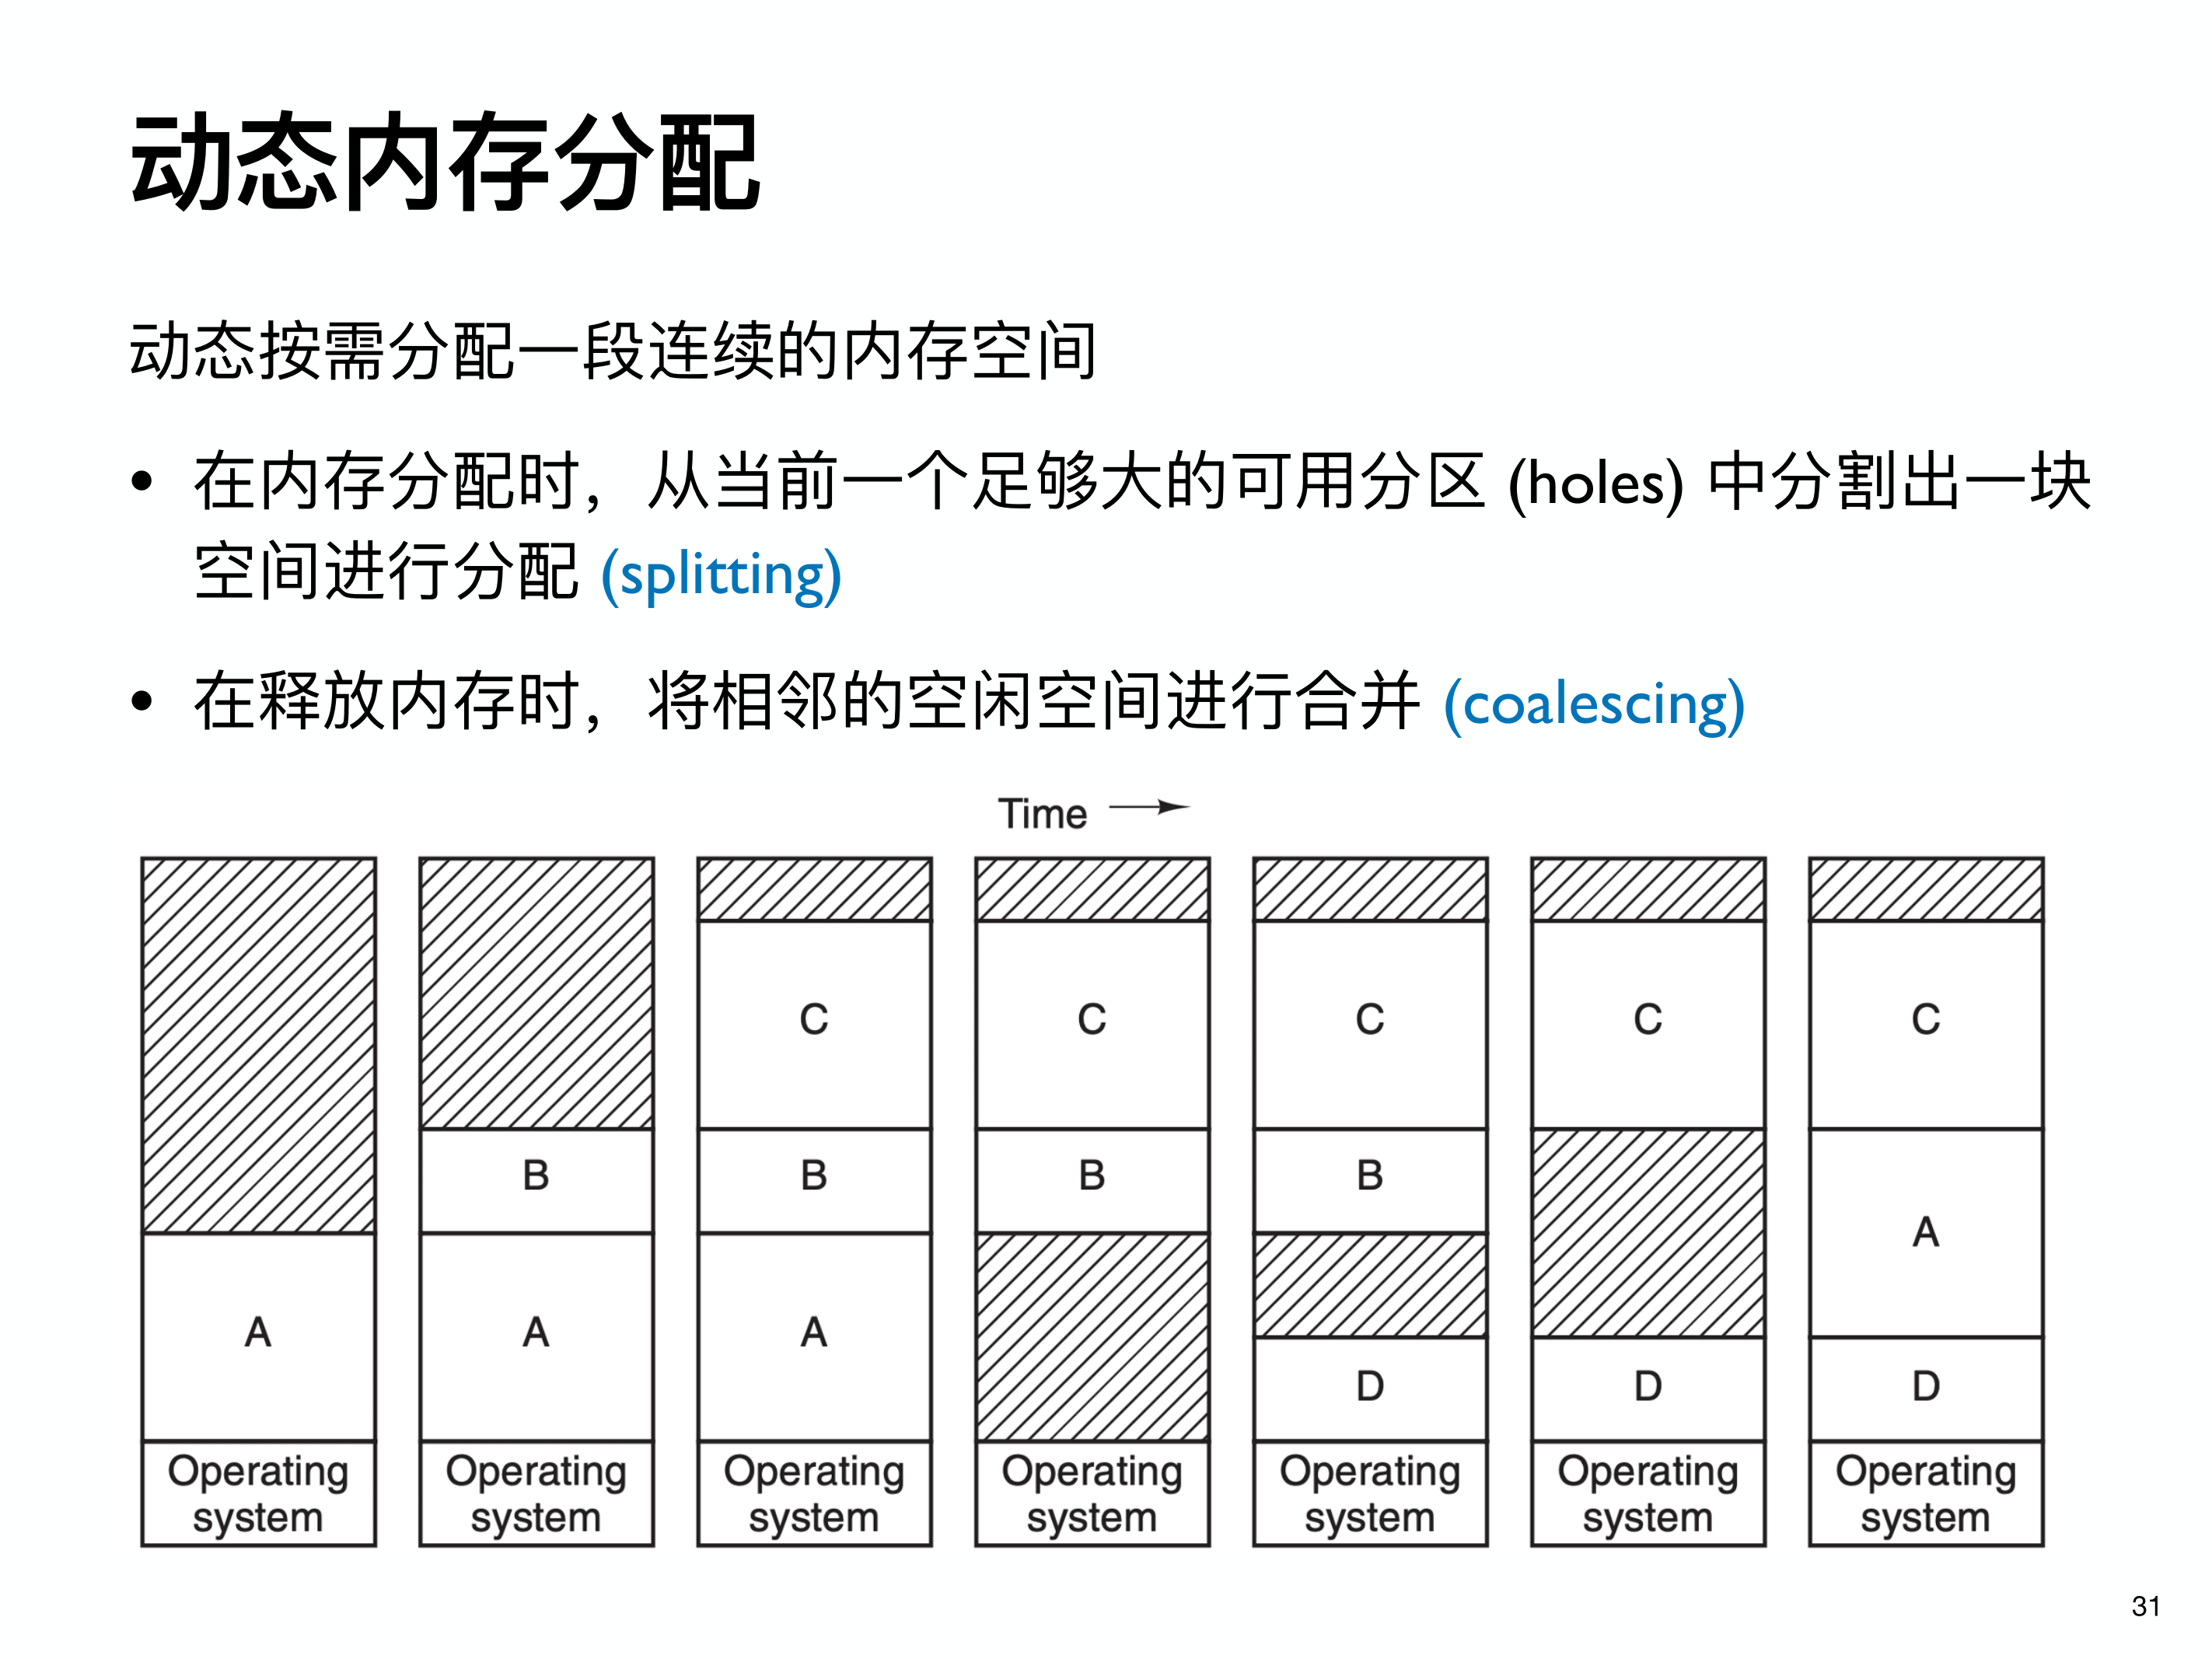 动态内存分配
动态按需分配一段连续的内存空间
• 在内存分配时，从当前一个足够大的可用分区 (holes) 中分割出一块
空间进行分配 (splitting)
• 在释放内存时，将相邻的空闲空间进行合并 (coalescing)
Time
A
Operating
system
B
A
Operating
system
C
B
A
Operating
system
C
B
Operating
system
C
B
D
Operating
system
C
D
Operating
system
C
A
D
Operating
system
31